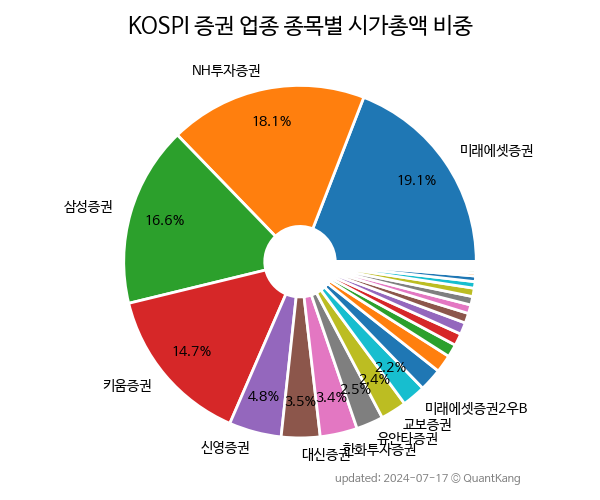 KOSPI 증권 업종 종목별 시가총액 비중
NH투자증권
18.1%
미래에셋증권
19.1%
삼성증권
16.6%
14.7%
키움증권
4.8%
신영증권
3.5%
대신증권
3.4%
한화투자증권
2.5%
유안타증권
2.4%
교보증권
2.2%
미래에셋증권2우B
updated: 2024-07-17 © QuantKang